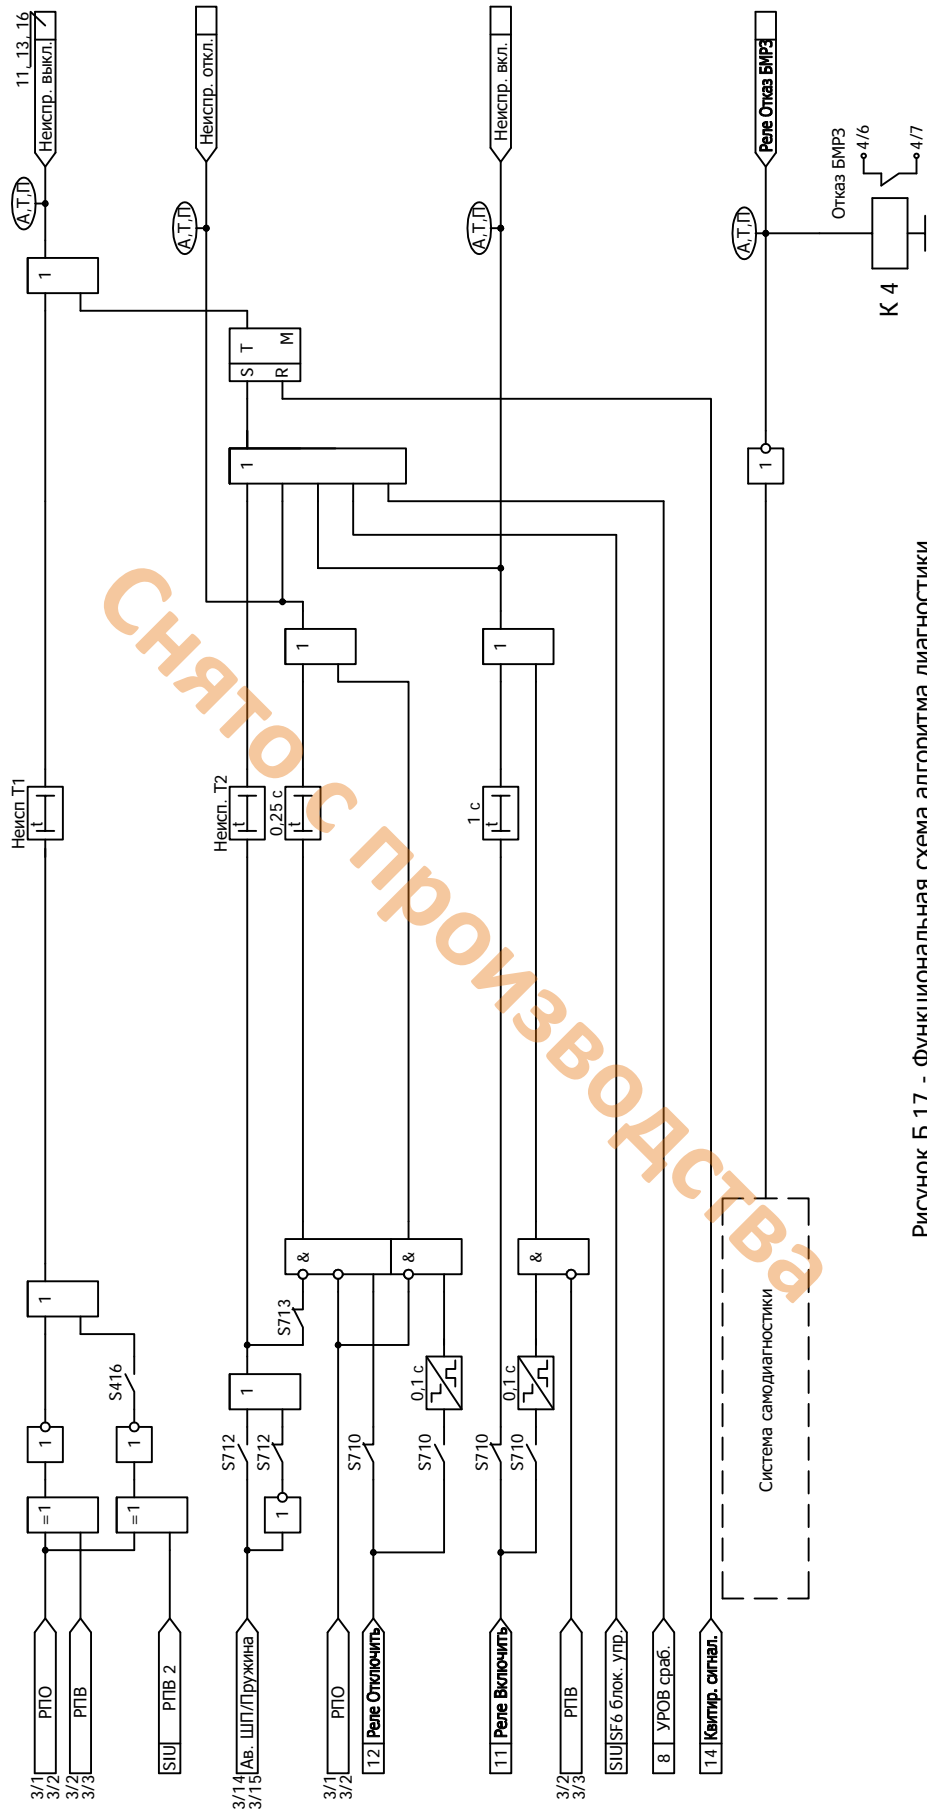 11, 13, 16
Неиспр. выкл.
А,Т,П
1
Неисп Т1
t
1
S416
1
1
=1
=1
РПО
3/1
3/2
РПВ
3/2
3/3
SIU
РПВ 2
Неиспр. откл.
А,Т,П
S T
R M
1
1
Неисп. Т2
t
0,25 с
t
&
&
S713
1
S712
S712
1
S710
S710
0,1 с
Ав. ШП/Пружина
3/14
3/15
РПО
3/1
3/2
12 Реле Отключить
Неиспр. вкл.
А,Т,П
1
1 с
t
&
0,1 с
S710
S710
11 Реле Включить
РПВ
3/2
3/3
SIU SF6 блок. упр.
8 УРОВ сраб.
14 Квитир. сигнал.
Реле Отказ БМРЗ
А,Т,П
Отказ БМРЗ
4/6
4/7
К 4
1
Система самодиагностики
Рисунок Б.17 - Функциональная схема алгоритма диагностики
Снято с производства